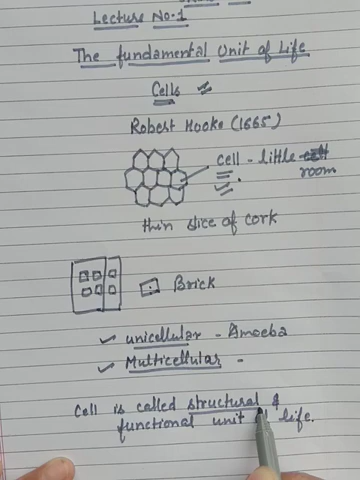 Lecture No.1
The fundamental Unit of Life
Cells
Robert Hooke (1665)
cell - little
room
thin slice of cork
Brick
unicellular - Amoeba
Multicellular -
Cell is called structural &
functional unit of life.